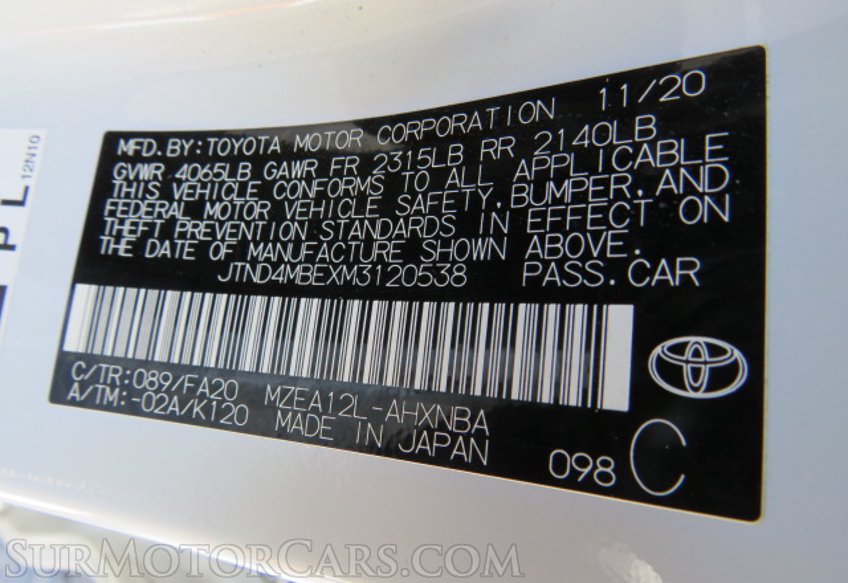 PL
12N10
MFD. BY: TOYOTA MOTOR CORPORATION 11/20
GVWR 4065LB GAWR FR 2315LB RR 2140LB
THIS VEHICLE CONFORMS TO ALL APPLICABLE
FEDERAL MOTOR VEHICLE SAFETY, BUMPER, AND
THEFT PREVENTION STANDARDS IN EFFECT ON
THE DATE OF MANUFACTURE SHOWN ABOVE.
JTND4MBEXM3120538 PASS. CAR
C/TR: 089/FA20 MZEA12L-AHXNBA
A/TM: -02A/K120 MADE IN JAPAN
098 C
SURMOTORCARS.COM